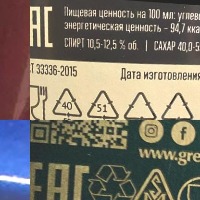 Пищевая ценность на 100 мл: углево
энергетическая ценность - 94,7 кка
СПИРТ 10,5-12,5 % об. | САХАР 40,0-5
Т 33336-2015 Дата изготовления
40 51
www.gre